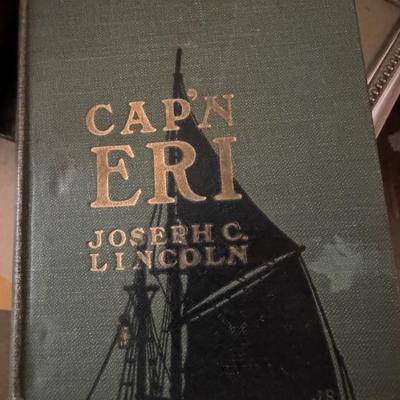 CAP'N
ERI
JOSEPH C.
LINCOLN